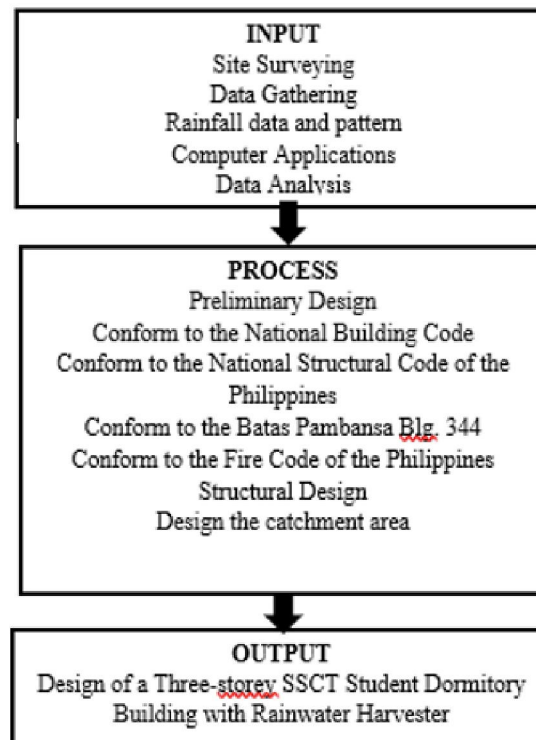 INPUT
Site Surveying
Data Gathering
Rainfall data and pattern
Computer Applications
Data Analysis
PROCESS
Preliminary Design
Conform to the National Building Code
Conform to the National Structural Code of the
Philippines
Conform to the Batas Pambansa Blg. 344
Conform to the Fire Code of the Philippines
Structural Design
Design the catchment area
OUTPUT
Design of a Three-storey SSCT Student Dormitory
Building with Rainwater Harvester